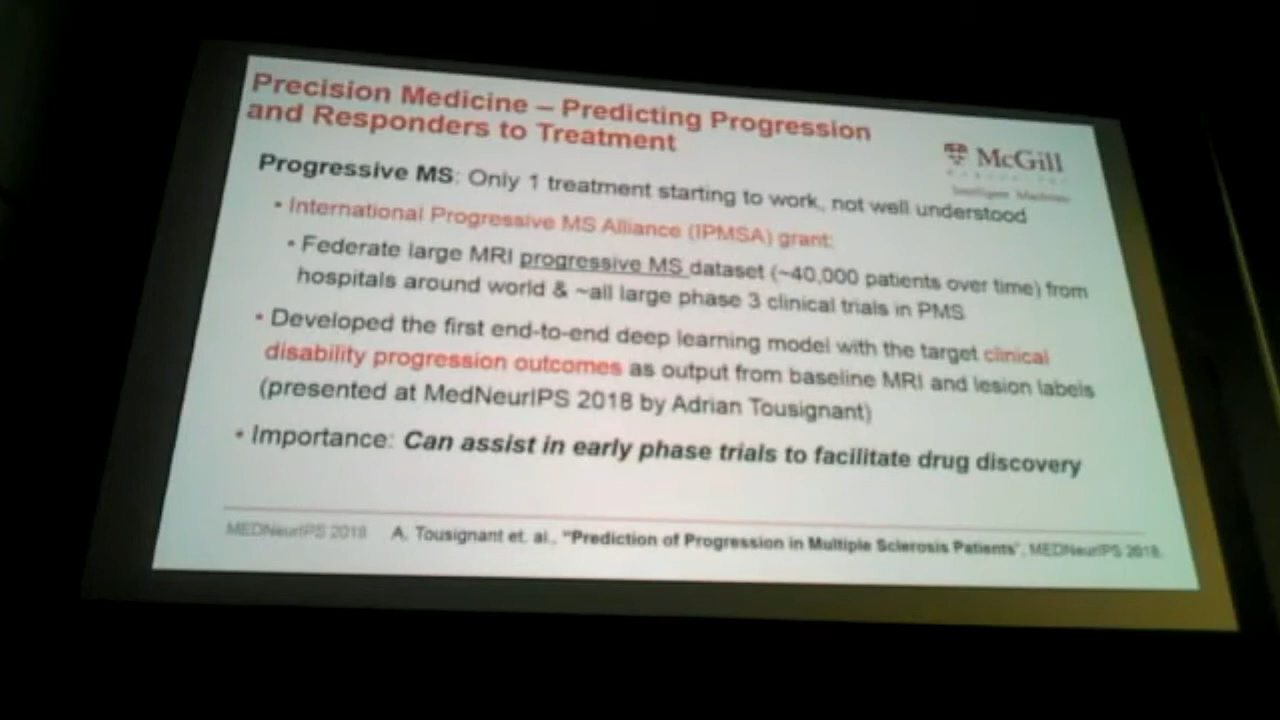 Precision Medicine – Predicting Progression
and Responders to Treatment
McGill
Intelligent Machines
Progressive MS: Only 1 treatment starting to work, not well understood
• International Progressive MS Alliance (IPMSA) grant:
• Federate large MRI progressive MS dataset (~40,000 patients over time) from
hospitals around world & ~all large phase 3 clinical trials in PMS
• Developed the first end-to-end deep learning model with the target clinical
disability progression outcomes as output from baseline MRI and lesion labels
(presented at MedNeurIPS 2018 by Adrian Tousignant)
• Importance: Can assist in early phase trials to facilitate drug discovery
MEDNeurIPS 2018 A. Tousignant et. al., "Prediction of Progression in Multiple Sclerosis Patients", MEDNeurIPS 2018.